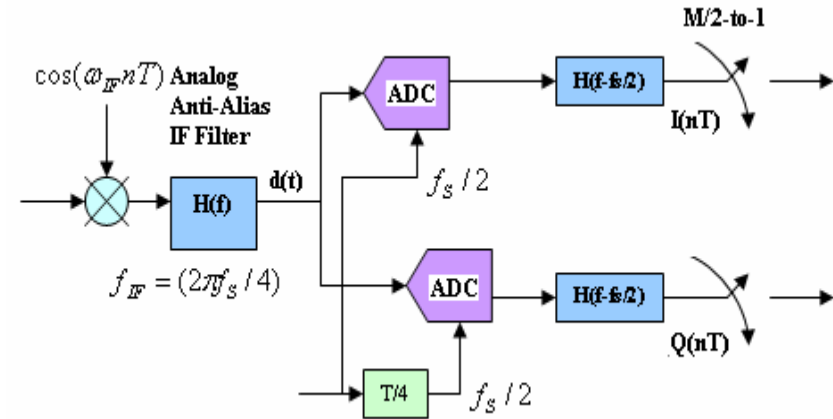 M/2-to-1
cos(ω_IF nT)
Analog
Anti-Alias
IF Filter
ADC
H(f-fs/2)
I(nT)
d(t)
H(f)
f_S/2
f_IF = (2πf_S/4)
ADC
H(f-fs/2)
Q(nT)
T/4
f_S/2